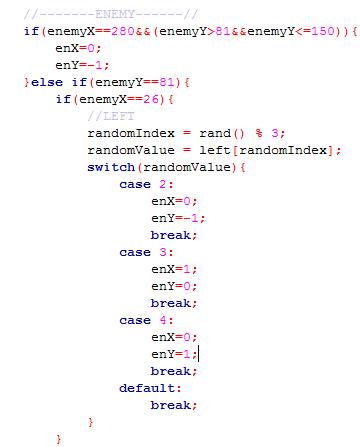 //-------ENEMY------//
if(enemyX==280&&(enemyY>81&&enemyY<=150)){
    enX=0;
    enY=-1;
}else if(enemyY==81){
    if(enemyX==26){
        //LEFT
        randomIndex = rand() % 3;
        randomValue = left[randomIndex];
        switch(randomValue){
            case 2:
                enX=0;
                enY=-1;
                break;
            case 3:
                enX=1;
                enY=0;
                break;
            case 4:
                enX=0;
                enY=1;
                break;
            default:
                break;
        }
    }